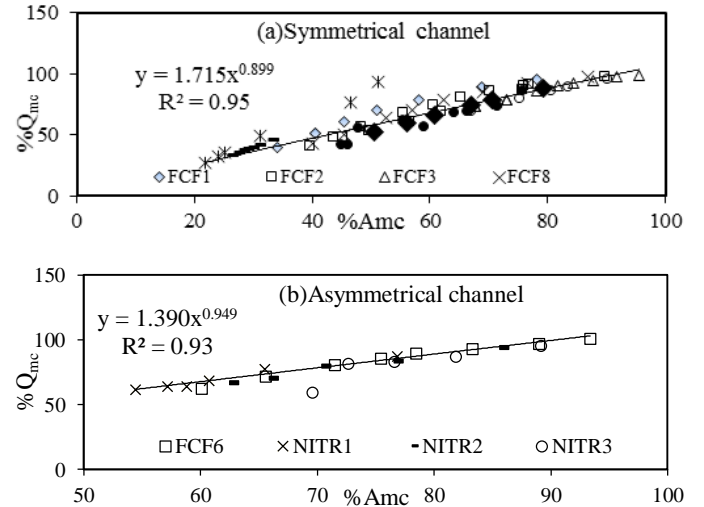 150
(a)Symmetrical channel
y = 1.715x^0.899
R² = 0.95
100
%Q_mc
50
FCF1 FCF2 FCF3 FCF8
0
0 20 40 60 80 100
%Amc
150
(b)Asymmetrical channel
y = 1.390x^0.949
R² = 0.93
100
%Q_mc
50
FCF6 NITR1 NITR2 NITR3
0
50 60 70 80 90 100
%Amc